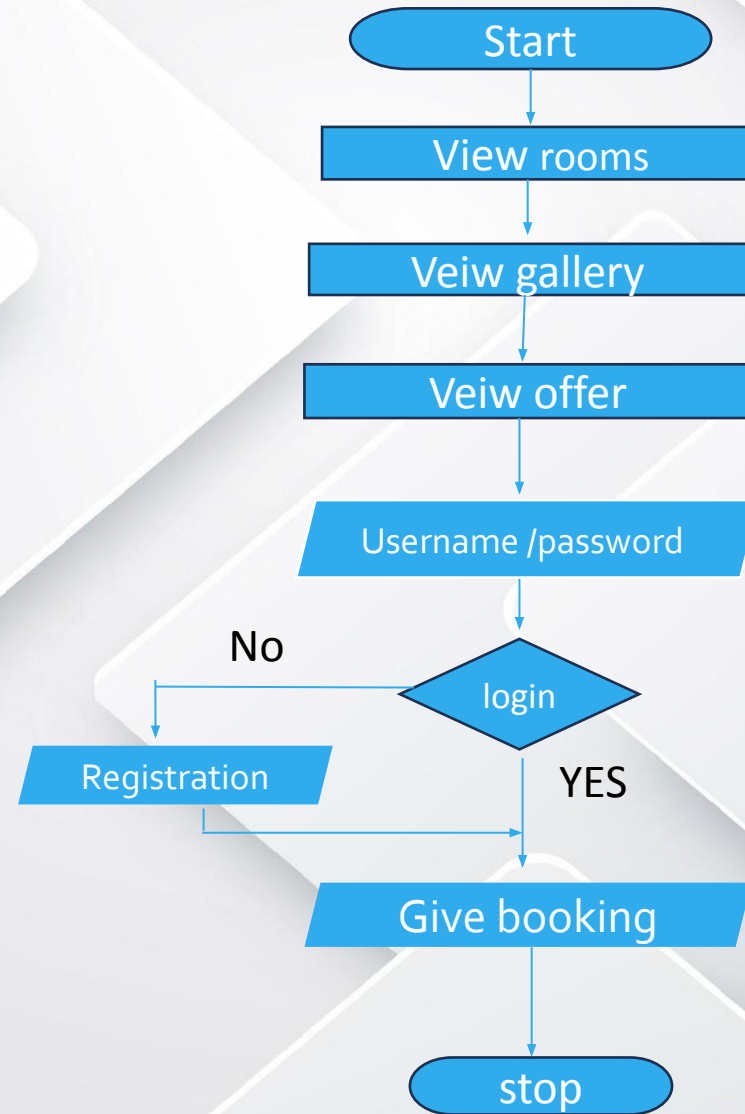 Start
View rooms
Veiw gallery
Veiw offer
Username /password
No
login
Registration
YES
Give booking
stop